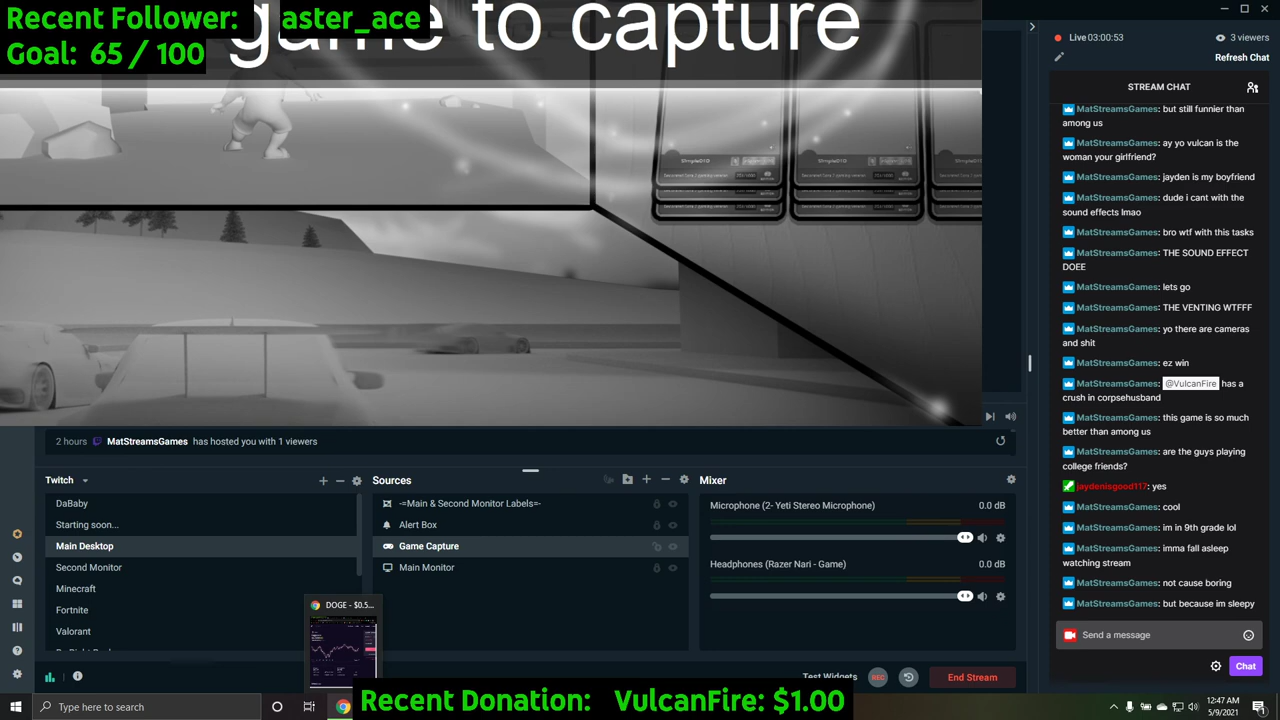 Recent Follower: aster_ace
Goal: 65 / 100
game to capture
Live 03:00:53
3 viewers
Refresh Chat
STREAM CHAT
MatStreamsGames: but still funnier than
among us
MatStreamsGames: ay yo vulcan is the
woman your girlfriend?
MatStreamsGames: jayden is my boyfriend
MatStreamsGames: dude i cant with the
sound effects lmao
MatStreamsGames: bro wtf with this tasks
MatStreamsGames: THE SOUND EFFECT
DOEE
MatStreamsGames: lets go
MatStreamsGames: THE VENTING WTFFF
MatStreamsGames: yo there are cameras
and shit
MatStreamsGames: ez win
MatStreamsGames: @VulcanFire has a
crush in corpsehusband
MatStreamsGames: this game is so much
better than among us
MatStreamsGames: are the guys playing
college friends?
jaydenisgood117: yes
MatStreamsGames: cool
MatStreamsGames: im in 9th grade lol
MatStreamsGames: imma fall asleep
watching stream
MatStreamsGames: not cause boring
MatStreamsGames: but because im sleepy
Send a message
Chat
2 hours MatStreamsGames has hosted you with 1 viewers
Twitch
DaBaby
Starting soon...
Main Desktop
Second Monitor
Minecraft
Fortnite
Valorant
Sources
-=Main & Second Monitor Labels=-
Alert Box
Game Capture
Main Monitor
Mixer
Microphone (2- Yeti Stereo Microphone) 0.0 dB
Headphones (Razer Nari - Game) 0.0 dB
DOGE - $0.5...
Test Widgets
REC
End Stream
Type here to search
Recent Donation: VulcanFire: $1.00
12:47 AM
5/9/2021